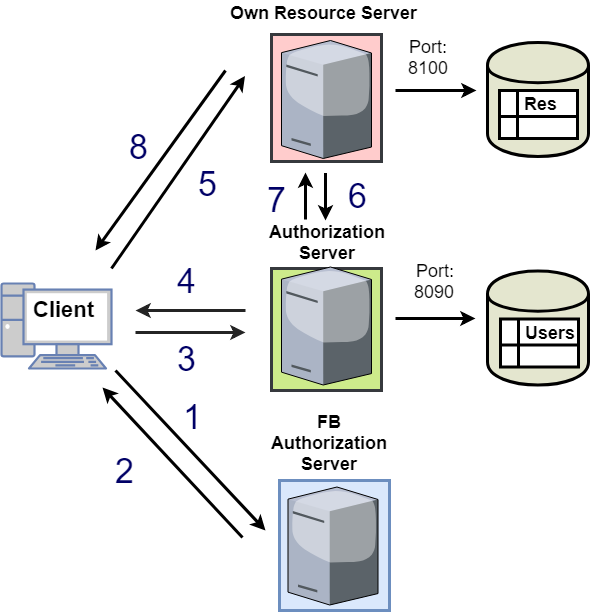 Own Resource Server
Port:
8100
Res
8
5
7
6
Authorization
Server
Port:
8090
4
Client
Users
3
1
FB
Authorization
Server
2